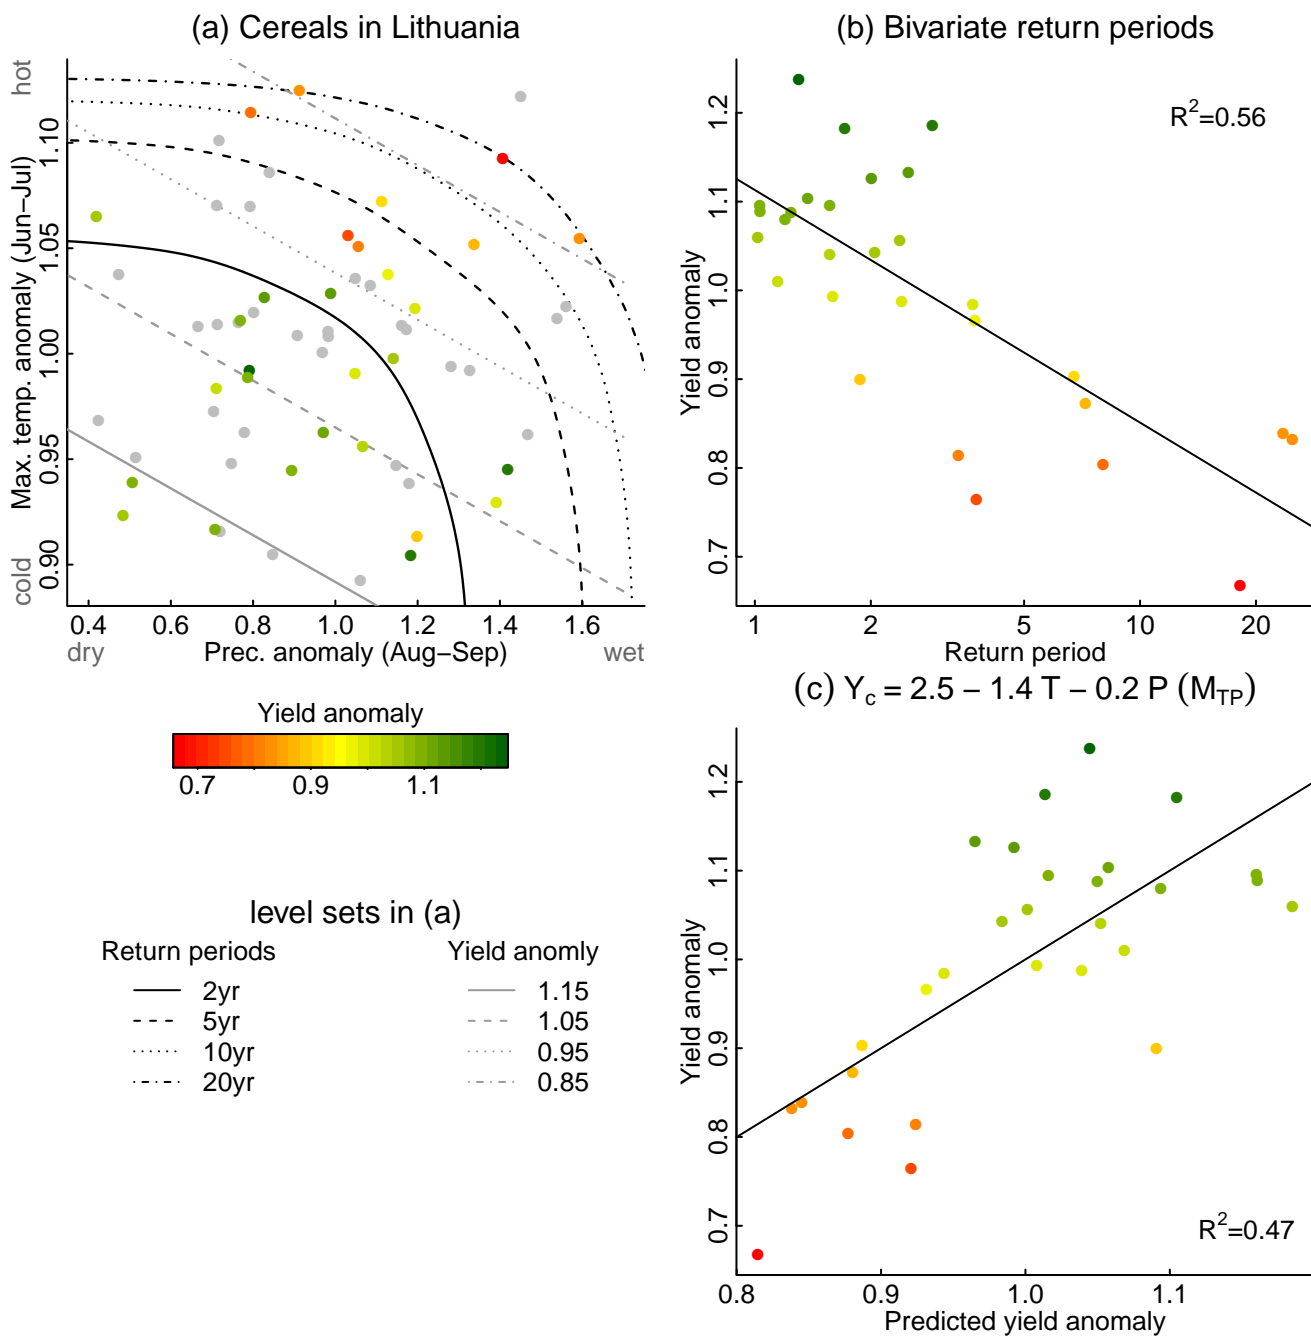 (a) Cereals in Lithuania
Max. temp. anomaly (Jun−Jul)
cold
hot
0.90
0.95
1.00
1.05
1.10
0.4 0.6 0.8 1.0 1.2 1.4 1.6
dry Prec. anomaly (Aug−Sep) wet
(b) Bivariate return periods
R²=0.56
Yield anomaly
0.7
0.8
0.9
1.0
1.1
1.2
1 2 5 10 20
Return period
Yield anomaly
0.7 0.9 1.1
level sets in (a)
Return periods
2yr
5yr
10yr
20yr
Yield anomly
1.15
1.05
0.95
0.85
(c) Y_c = 2.5 − 1.4 T − 0.2 P (M_TP)
Yield anomaly
0.7
0.8
0.9
1.0
1.1
1.2
R²=0.47
0.8 0.9 1.0 1.1
Predicted yield anomaly